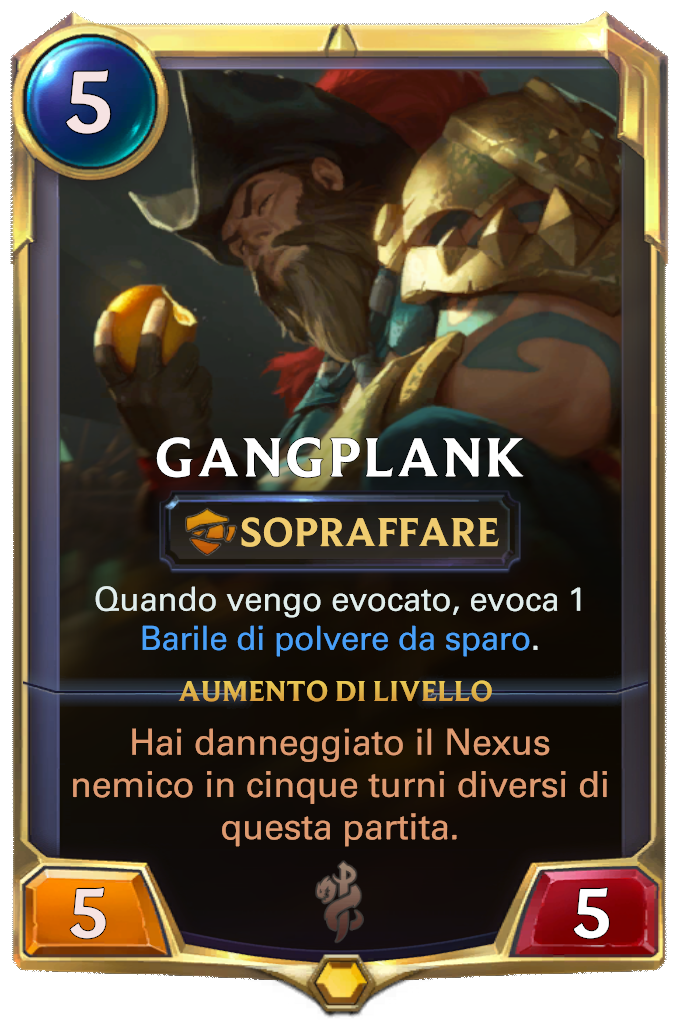 5
GANGPLANK
SOPRAFFARE
Quando vengo evocato, evoca 1
Barile di polvere da sparo.
AUMENTO DI LIVELLO
Hai danneggiato il Nexus
nemico in cinque turni diversi di
questa partita.
5
5